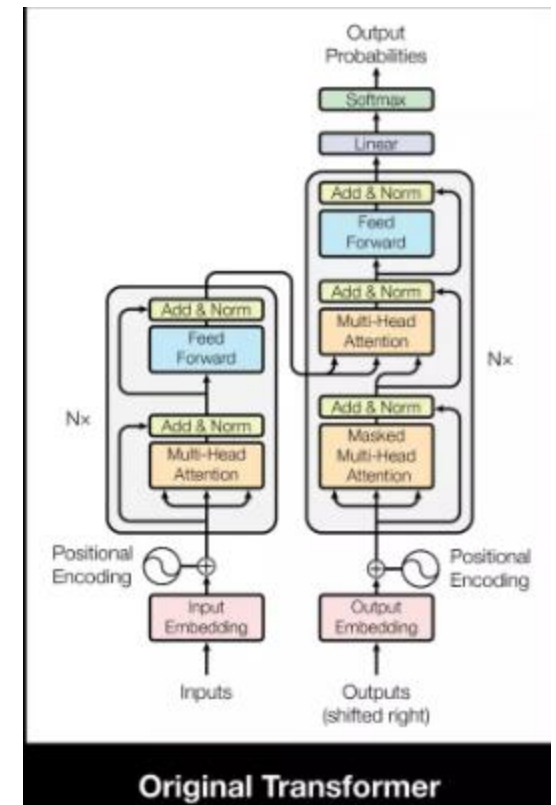 Output
Probabilities
Softmax
Linear
Add & Norm
Feed
Forward
Add & Norm
Multi-Head
Attention
Nx
Add & Norm
Masked
Multi-Head
Attention
Add & Norm
Feed
Forward
Nx
Add & Norm
Multi-Head
Attention
Positional
Encoding
Positional
Encoding
Input
Embedding
Output
Embedding
Inputs
Outputs
(shifted right)
Original Transformer